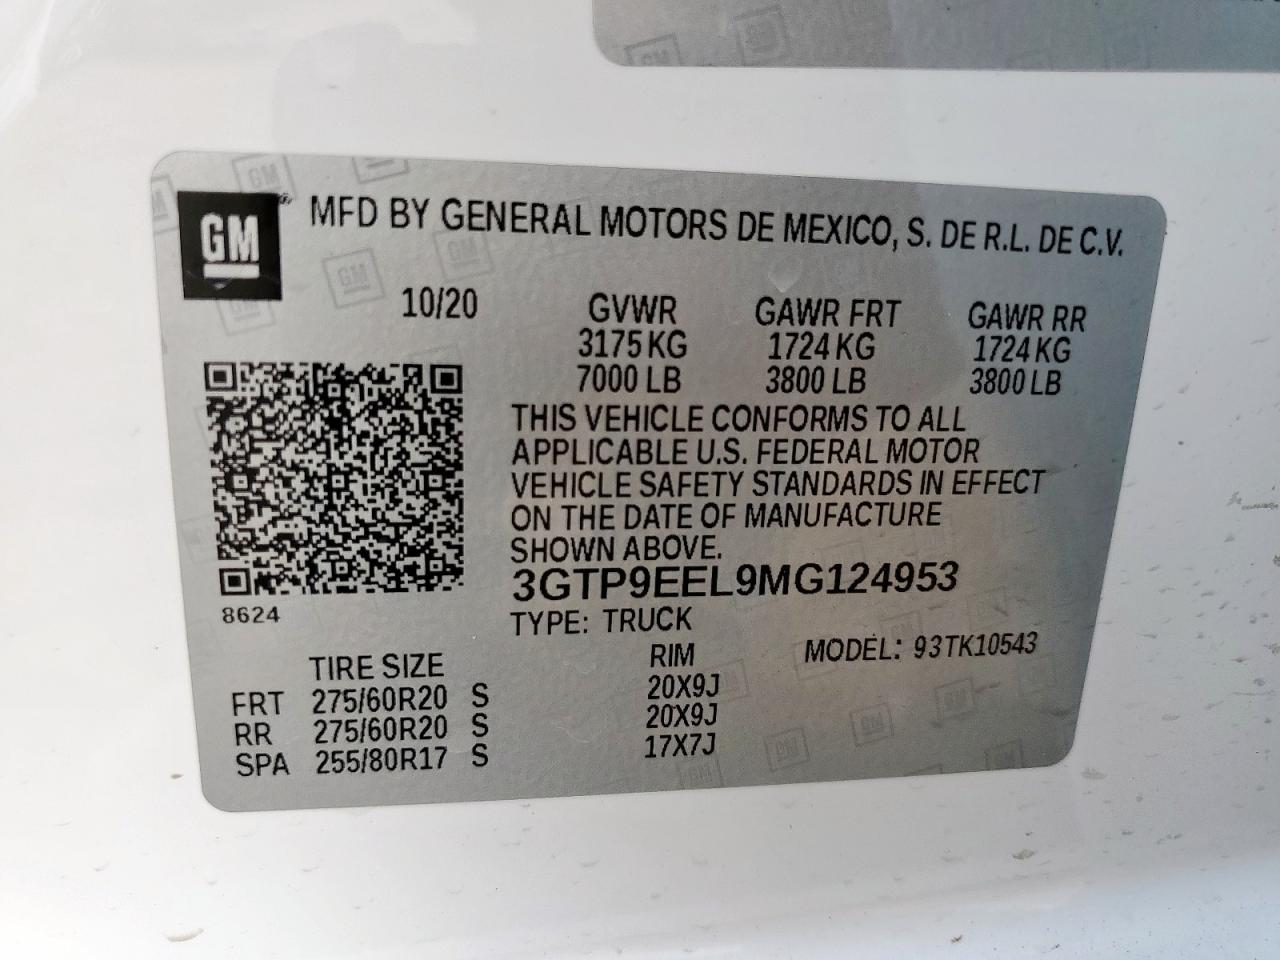 GM
MFD BY GENERAL MOTORS DE MEXICO, S. DE R.L. DE C.V.
10/20
GVWR GAWR FRT GAWR RR
3175 KG 1724 KG 1724 KG
7000 LB 3800 LB 3800 LB
THIS VEHICLE CONFORMS TO ALL
APPLICABLE U.S. FEDERAL MOTOR
VEHICLE SAFETY STANDARDS IN EFFECT
ON THE DATE OF MANUFACTURE
SHOWN ABOVE.
3GTP9EEL9MG124953
8624
TYPE: TRUCK
MODEL: 93TK10543
TIRE SIZE RIM
FRT 275/60R20 S 20X9J
RR 275/60R20 S 20X9J
SPA 255/80R17 S 17X7J